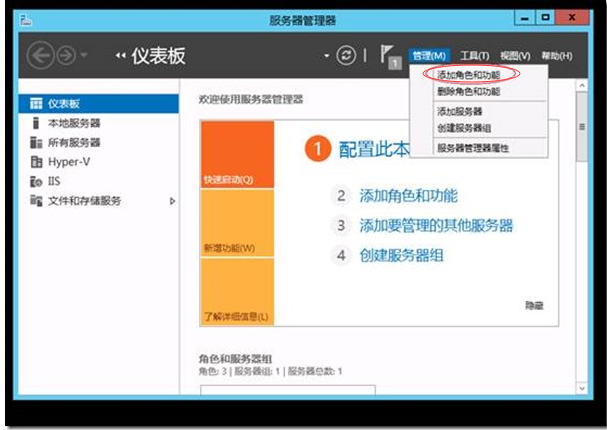 服务器管理器
仪表板
1
管理(M) 工具(T) 视图(V) 帮助(H)
添加角色和功能
删除角色和功能
添加服务器
创建服务器组
服务器管理器属性
仪表板
本地服务器
所有服务器
Hyper-V
IIS
文件和存储服务
欢迎使用服务器管理器
快速启动(Q)
新增功能(W)
了解详细信息(L)
1 配置此本
2 添加角色和功能
3 添加要管理的其他服务器
4 创建服务器组
隐藏
角色和服务器组
角色: 3 | 服务器组: 1 | 服务器总数: 1